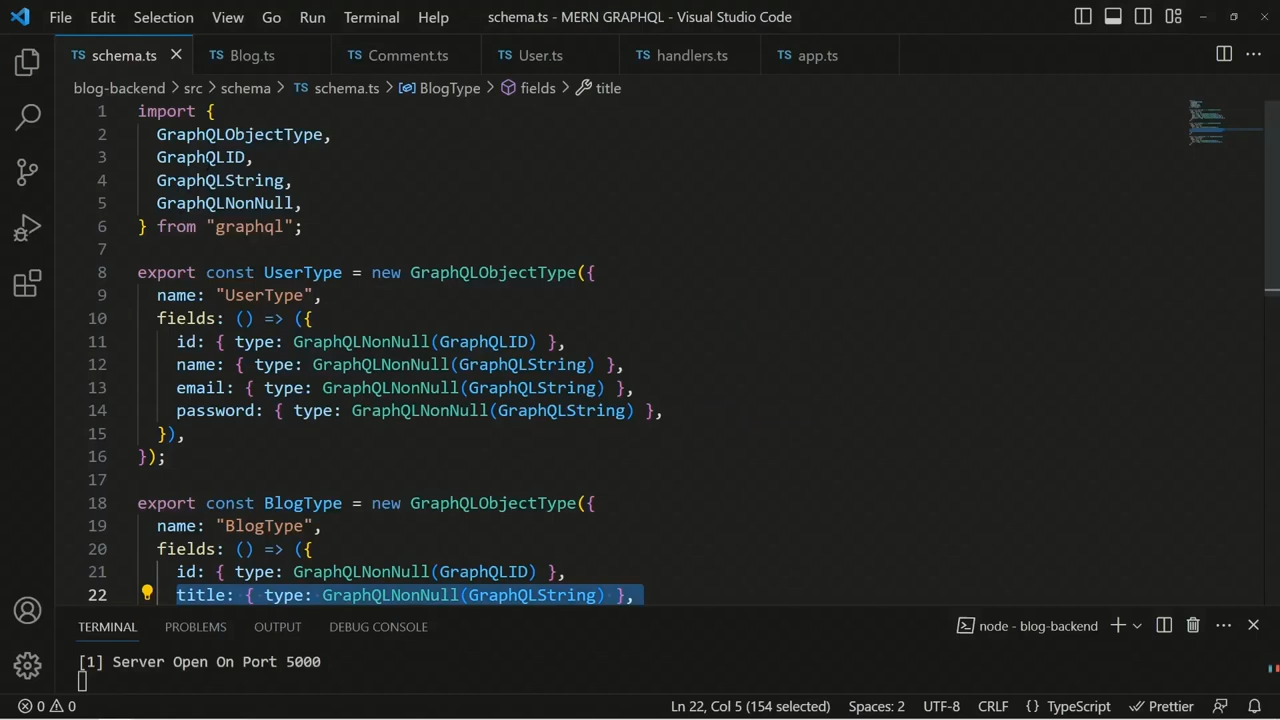 File Edit Selection View Go Run Terminal Help schema.ts - MERN GRAPHQL - Visual Studio Code
TS schema.ts TS Blog.ts TS Comment.ts TS User.ts TS handlers.ts TS app.ts
blog-backend > src > schema > TS schema.ts > BlogType > fields > title
1 import {
2 GraphQLObjectType,
3 GraphQLID,
4 GraphQLString,
5 GraphQLNonNull,
6 } from "graphql";
7
8 export const UserType = new GraphQLObjectType({
9 name: "UserType",
10 fields: () => ({
11 id: { type: GraphQLNonNull(GraphQLID) },
12 name: { type: GraphQLNonNull(GraphQLString) },
13 email: { type: GraphQLNonNull(GraphQLString) },
14 password: { type: GraphQLNonNull(GraphQLString) },
15 }),
16 });
17
18 export const BlogType = new GraphQLObjectType({
19 name: "BlogType",
20 fields: () => ({
21 id: { type: GraphQLNonNull(GraphQLID) },
22 title: { type: GraphQLNonNull(GraphQLString) },
TERMINAL PROBLEMS OUTPUT DEBUG CONSOLE node - blog-backend
[1] Server Open On Port 5000
0 0 Ln 22, Col 5 (154 selected) Spaces: 2 UTF-8 CRLF {} TypeScript Prettier